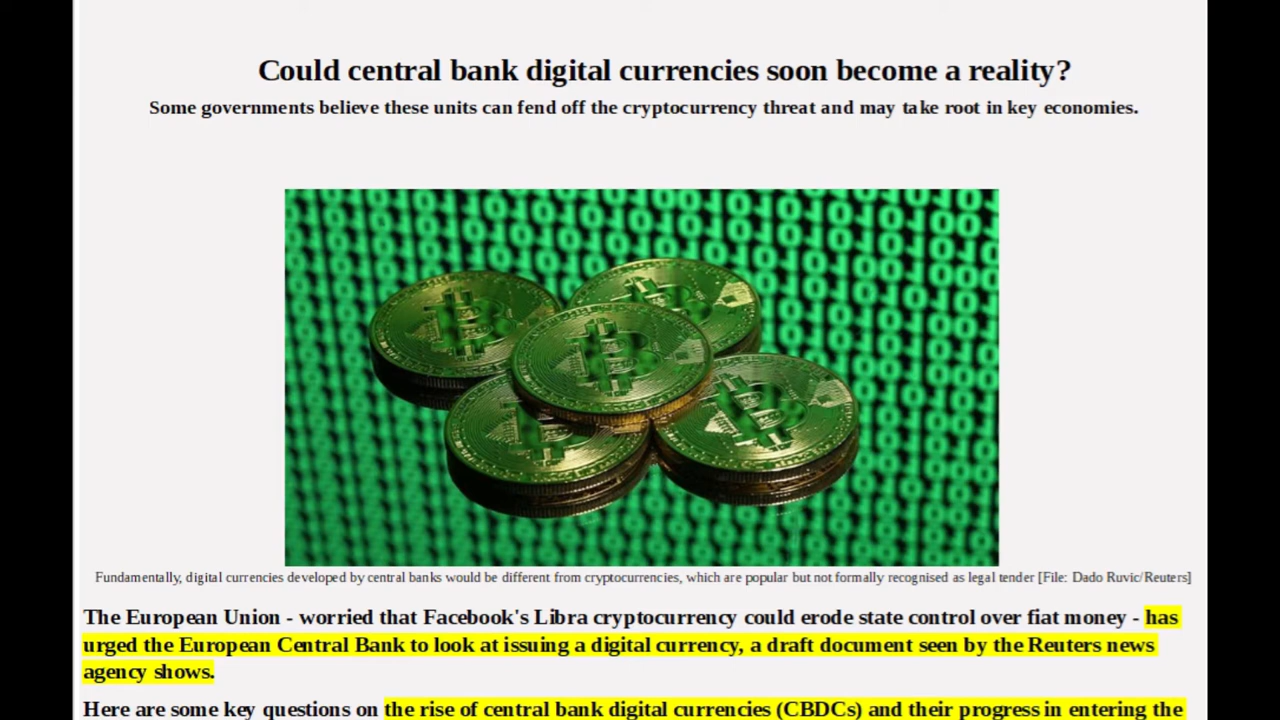 Could central bank digital currencies soon become a reality?
Some governments believe these units can fend off the cryptocurrency threat and may take root in key economies.
Fundamentally, digital currencies developed by central banks would be different from cryptocurrencies, which are popular but not formally recognised as legal tender [File: Dado Ruvic/Reuters]
The European Union - worried that Facebook's Libra cryptocurrency could erode state control over fiat money - has
urged the European Central Bank to look at issuing a digital currency, a draft document seen by the Reuters news
agency shows.
Here are some key questions on the rise of central bank digital currencies (CBDCs) and their progress in entering the